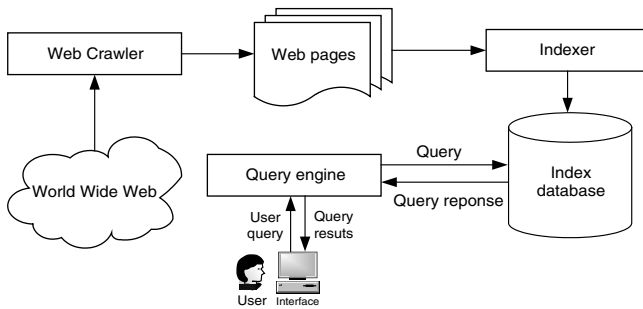 Web Crawler
Web pages
Indexer
World Wide Web
Query engine
Query
Query reponse
Index
database
User
query
Query
resuts
User
Interface